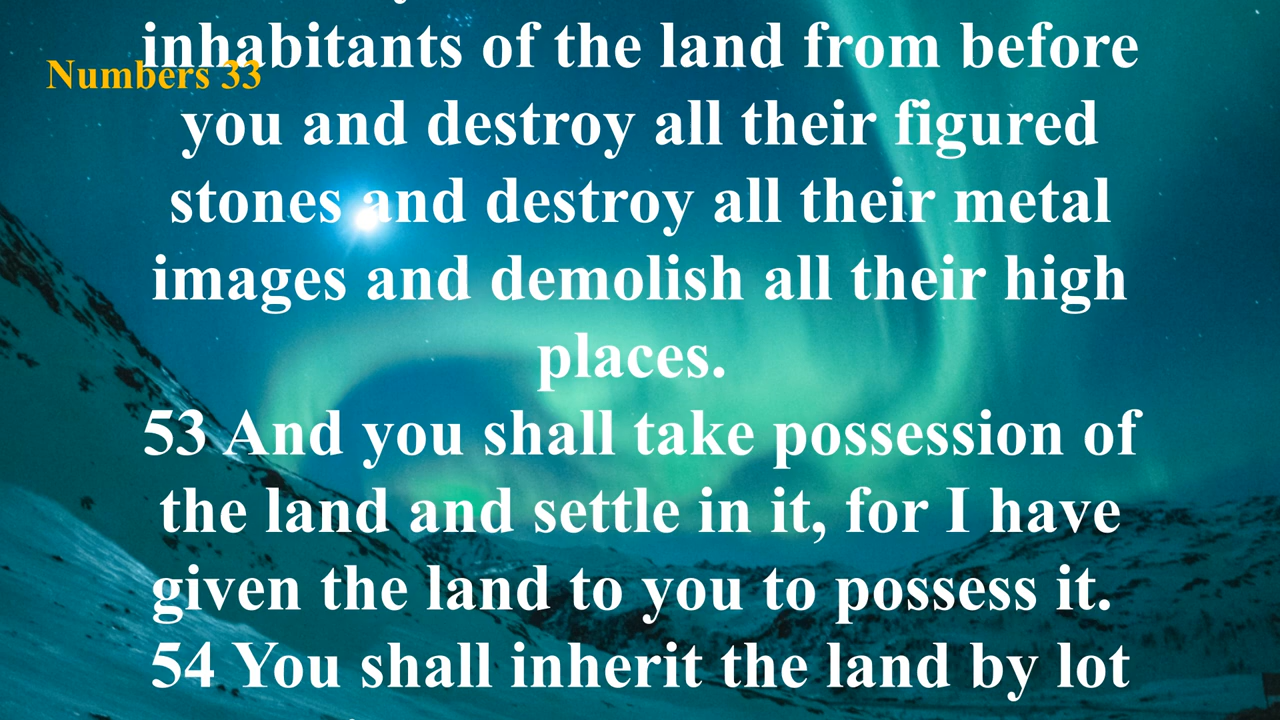 inhabitants of the land from before
Numbers 33
you and destroy all their figured
stones and destroy all their metal
images and demolish all their high
places.
53 And you shall take possession of
the land and settle in it, for I have
given the land to you to possess it.
54 You shall inherit the land by lot